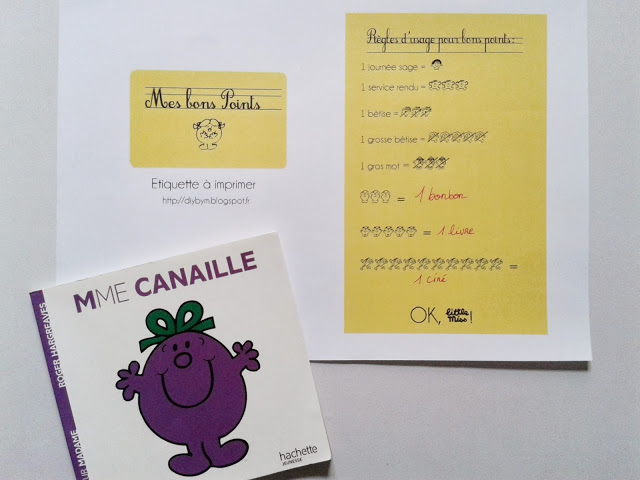 Mes bons Points
Etiquette à imprimer
http://diybym.blogspot.fr
Règles d'usage pour bons points:
1 journée sage =
1 service rendu =
1 bêtise =
1 grosse bêtise =
1 gros mot =
= 1 bonbon
= 1 livre
=
1 ciné
OK, little Miss!
MME CANAILLE
ROGER HARGREAVES
UR MADAME
hachette
JEUNESSE